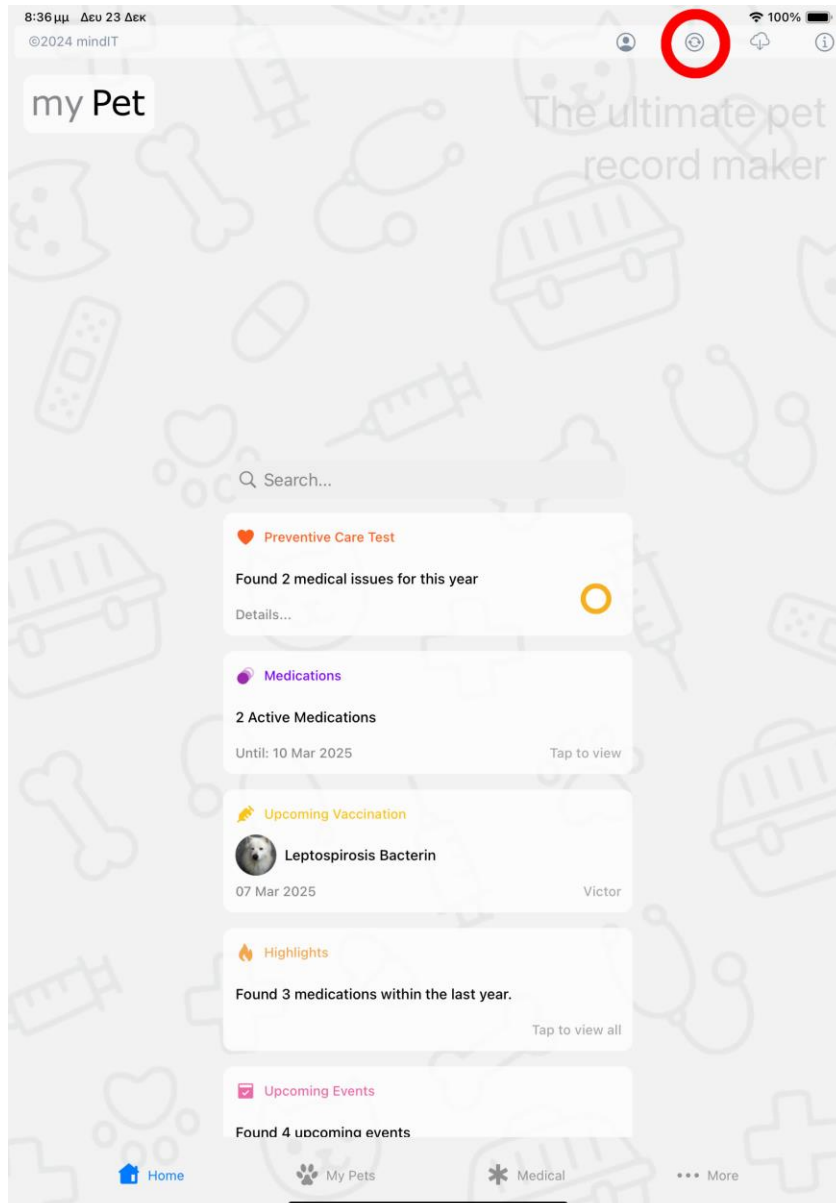 8:36 μμ Δευ 23 Δεκ
100%
©2024 mindIT
my Pet
The ultimate pet
record maker
Search...
Preventive Care Test
Found 2 medical issues for this year
Details...
Medications
2 Active Medications
Until: 10 Mar 2025 Tap to view
Upcoming Vaccination
Leptospirosis Bacterin
07 Mar 2025 Victor
Highlights
Found 3 medications within the last year.
Tap to view all
Upcoming Events
Found 4 upcoming events
Home My Pets Medical More